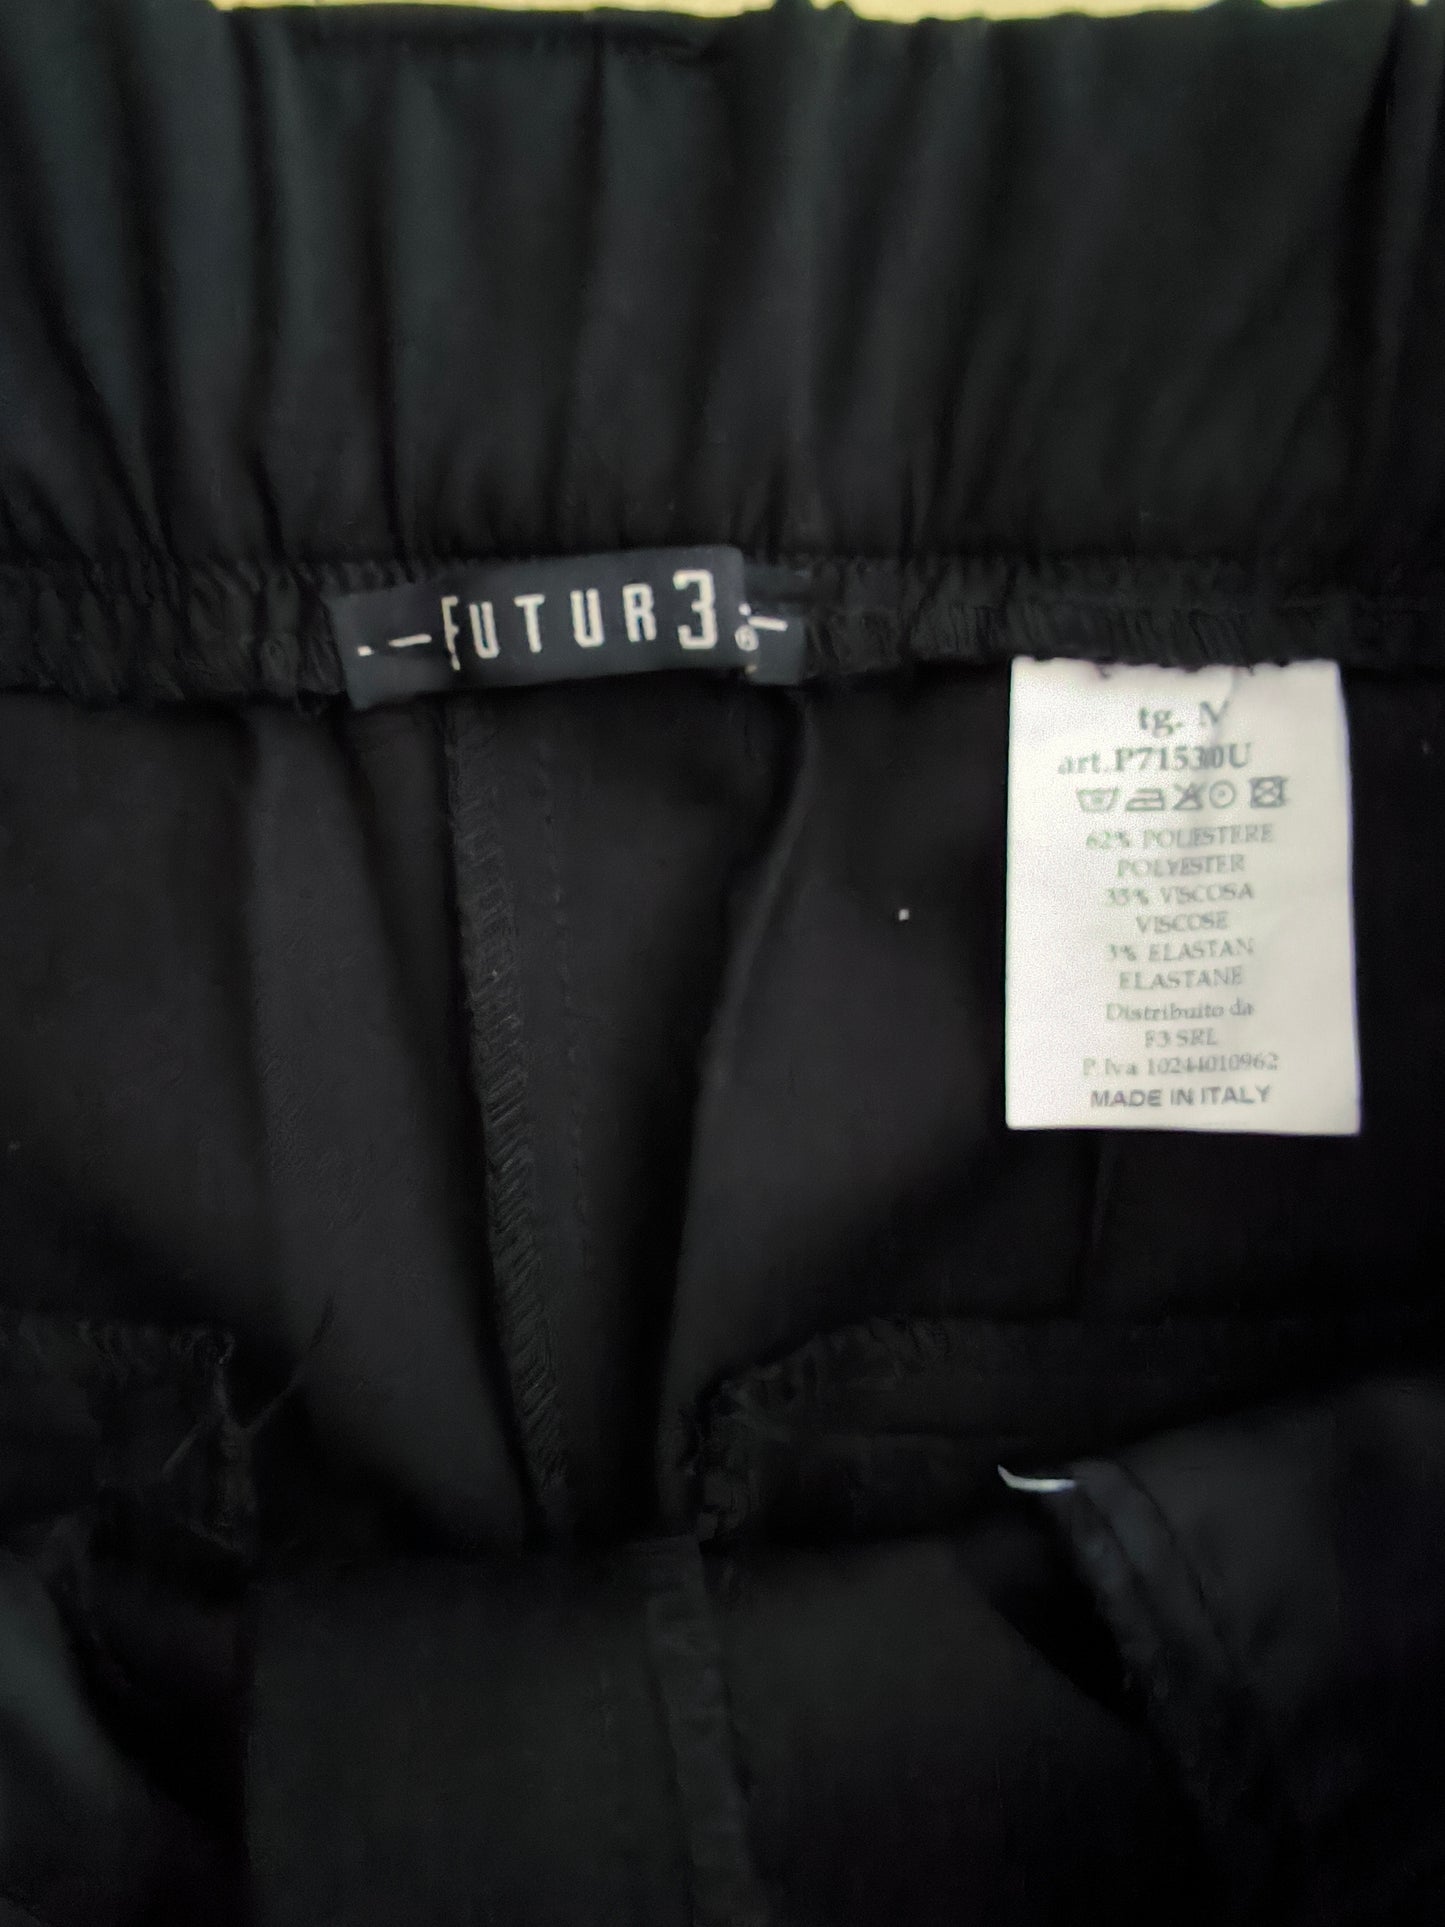 FUTUR3
tg. M
art.P71530U
62% POLIESTERE
POLYESTER
35% VISCOSA
VISCOSE
3% ELASTAN
ELASTANE
Distribuito da
F3 SRL
P.Iva 10244010962
MADE IN ITALY